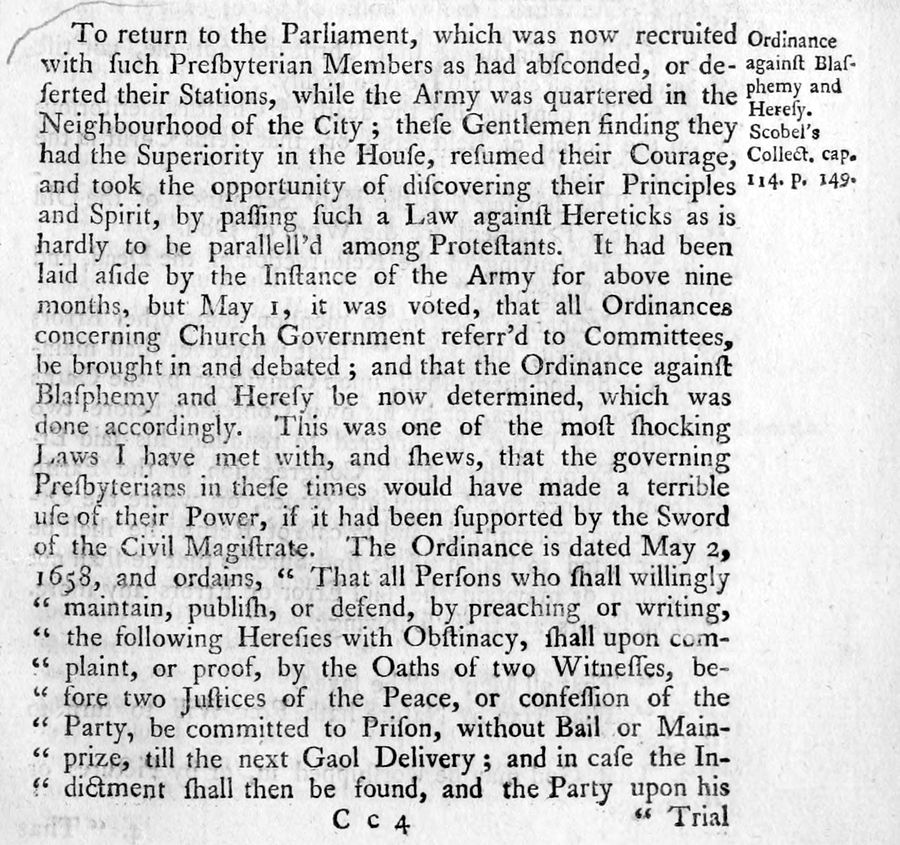 To return to the Parliament, which was now recruited
with ſuch Preſbyterian Members as had abſconded, or de-
ſerted their Stations, while the Army was quartered in the
Neighbourhood of the City ; theſe Gentlemen finding they
had the Superiority in the Houſe, reſumed their Courage,
and took the opportunity of diſcovering their Principles
and Spirit, by paſſing ſuch a Law againſt Hereticks as is
hardly to be parallell’d among Proteſtants. It had been
laid aſide by the Inſtance of the Army for above nine
months, but May 1, it was voted, that all Ordinances
concerning Church Government referr’d to Committees,
be brought in and debated ; and that the Ordinance againſt
Blaſphemy and Hereſy be now determined, which was
done accordingly. This was one of the moſt ſhocking
Laws I have met with, and ſhews, that the governing
Preſbyterians in theſe times would have made a terrible
uſe of their Power, if it had been ſupported by the Sword
of the Civil Magiſtrate. The Ordinance is dated May 2,
1658, and ordains, “ That all Perſons who ſhall willingly
“ maintain, publiſh, or defend, by preaching or writing,
“ the following Hereſies with Obſtinacy, ſhall upon com-
“ plaint, or proof, by the Oaths of two Witneſſes, be-
“ fore two Juſtices of the Peace, or confeſſion of the
“ Party, be committed to Priſon, without Bail or Main-
“ prize, till the next Gaol Delivery ; and in caſe the In-
“ dictment ſhall then be found, and the Party upon his
C c 4 “ Trial
Ordinance
againſt Blaſ-
phemy and
Hereſy.
Scobel’s
Collect. cap.
114. p. 149.